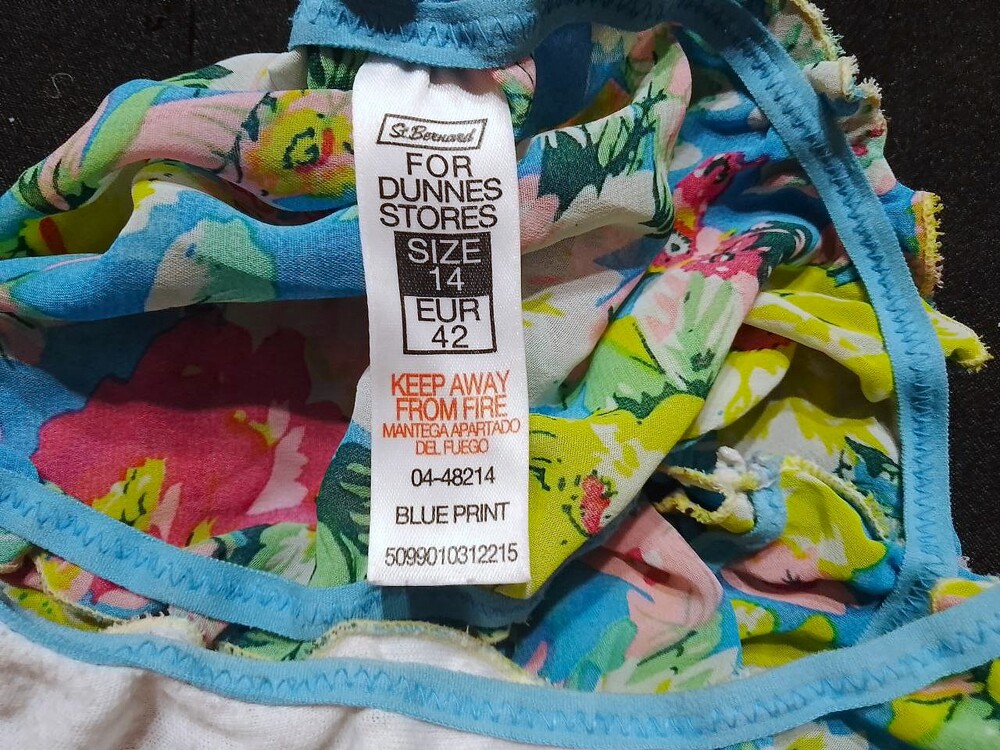 St. Bernard
FOR
DUNNES
STORES
SIZE
14
EUR
42
KEEP AWAY
FROM FIRE
MANTEGA APARTADO
DEL FUEGO
04-48214
BLUE PRINT
5099010312215